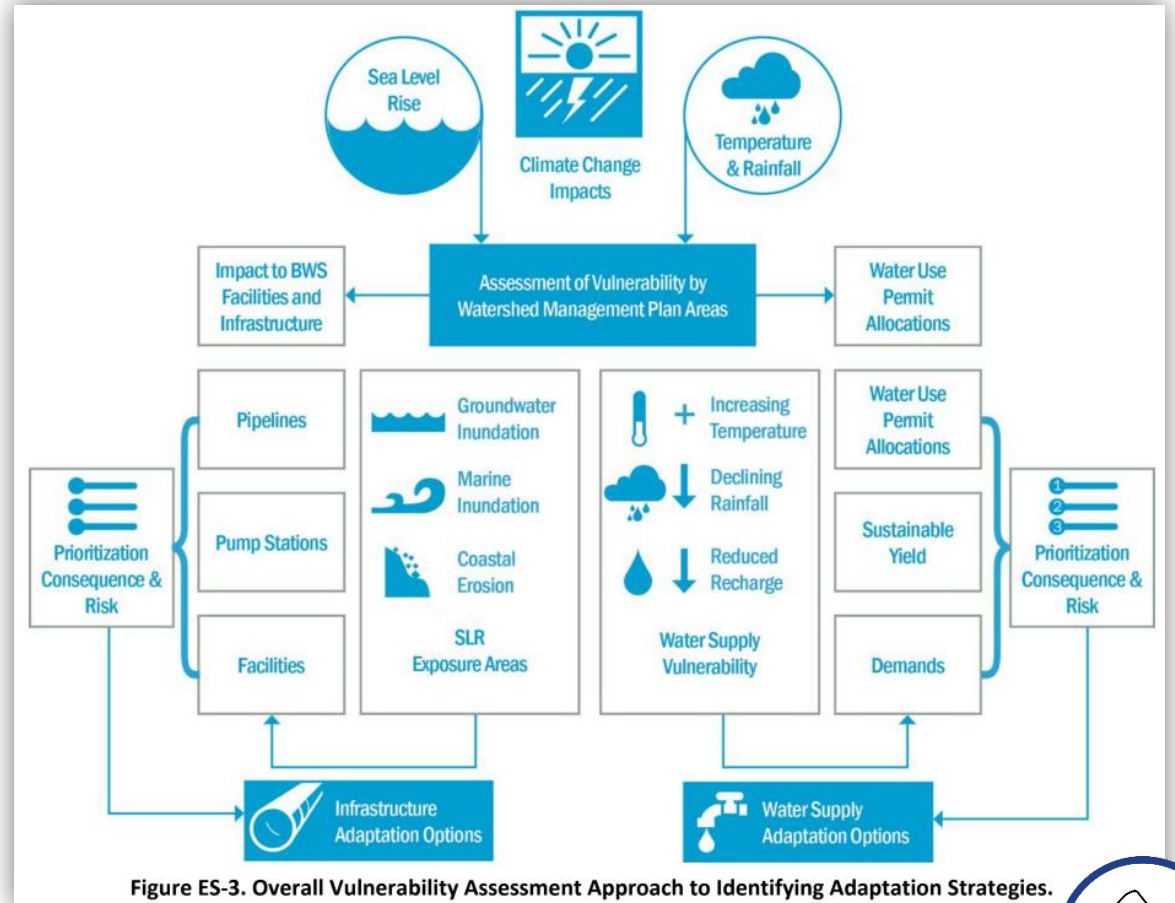 Sea Level
Rise
Climate Change
Impacts
Temperature
& Rainfall
Impact to BWS
Facilities and
Infrastructure
Assessment of Vulnerability by
Watershed Management Plan Areas
Water Use
Permit
Allocations
Prioritization
Consequence &
Risk
Pipelines
Pump Stations
Facilities
Groundwater
Inundation
Marine
Inundation
Coastal
Erosion
SLR
Exposure Areas
+ Increasing
Temperature
Declining
Rainfall
Reduced
Recharge
Water Supply
Vulnerability
Water Use
Permit
Allocations
Sustainable
Yield
Demands
1
2
3
Prioritization
Consequence &
Risk
Infrastructure
Adaptation Options
Water Supply
Adaptation Options
Figure ES-3. Overall Vulnerability Assessment Approach to Identifying Adaptation Strategies.